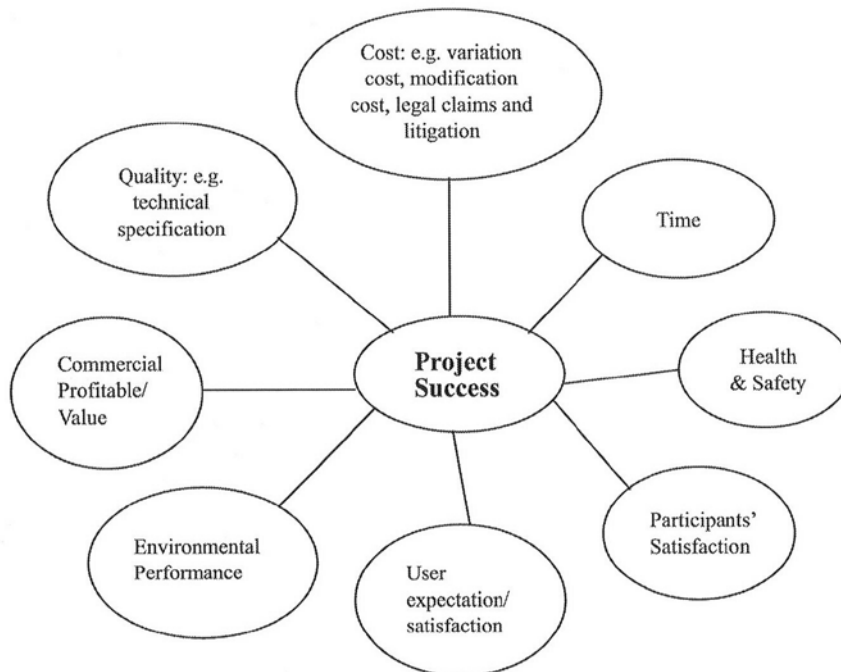 Cost: e.g. variation
cost, modification
cost, legal claims and
litigation
Quality: e.g.
technical
specification
Time
Project
Success
Health
& Safety
Commercial
Profitable/
Value
Participants'
Satisfaction
Environmental
Performance
User
expectation/
satisfaction